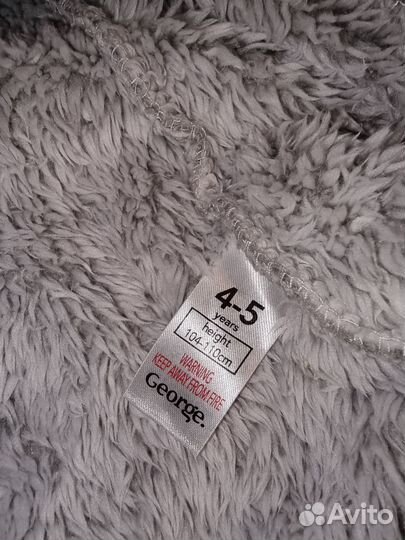 4-5
years
height
104-110cm
WARNING
KEEP AWAY FROM FIRE
George.
Avito